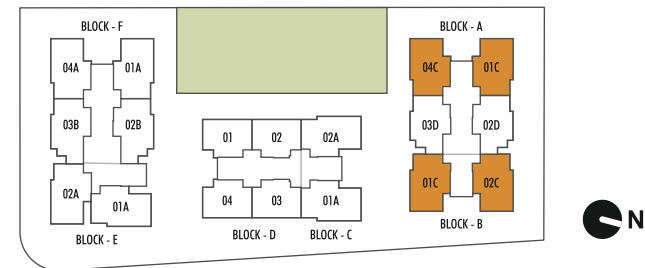 BLOCK - F
BLOCK - A
04A 01A
04C 01C
03B 02B
03D 02D
01 02 02A
02A 01A
01C 02C
04 03 01A
BLOCK - E
BLOCK - D BLOCK - C
BLOCK - B
N